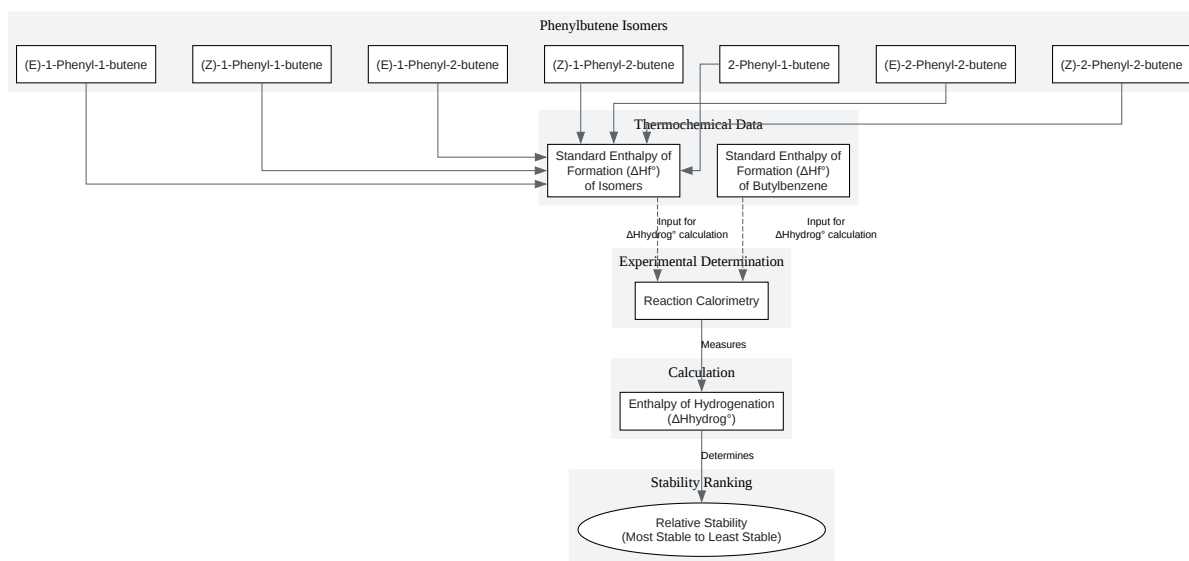 Phenylbutene Isomers
(E)-1-Phenyl-1-butene
(Z)-1-Phenyl-1-butene
(E)-1-Phenyl-2-butene
(Z)-1-Phenyl-2-butene
2-Phenyl-1-butene
(E)-2-Phenyl-2-butene
(Z)-2-Phenyl-2-butene
Thermochemical Data
Standard Enthalpy of
Formation (ΔHf°)
of Isomers
Standard Enthalpy of
Formation (ΔHf°)
of Butylbenzene
Input for
ΔHhydrog° calculation
Input for
ΔHhydrog° calculation
Experimental Determination
Reaction Calorimetry
Measures
Calculation
Enthalpy of Hydrogenation
(ΔHhydrog°)
Determines
Stability Ranking
Relative Stability
(Most Stable to Least Stable)